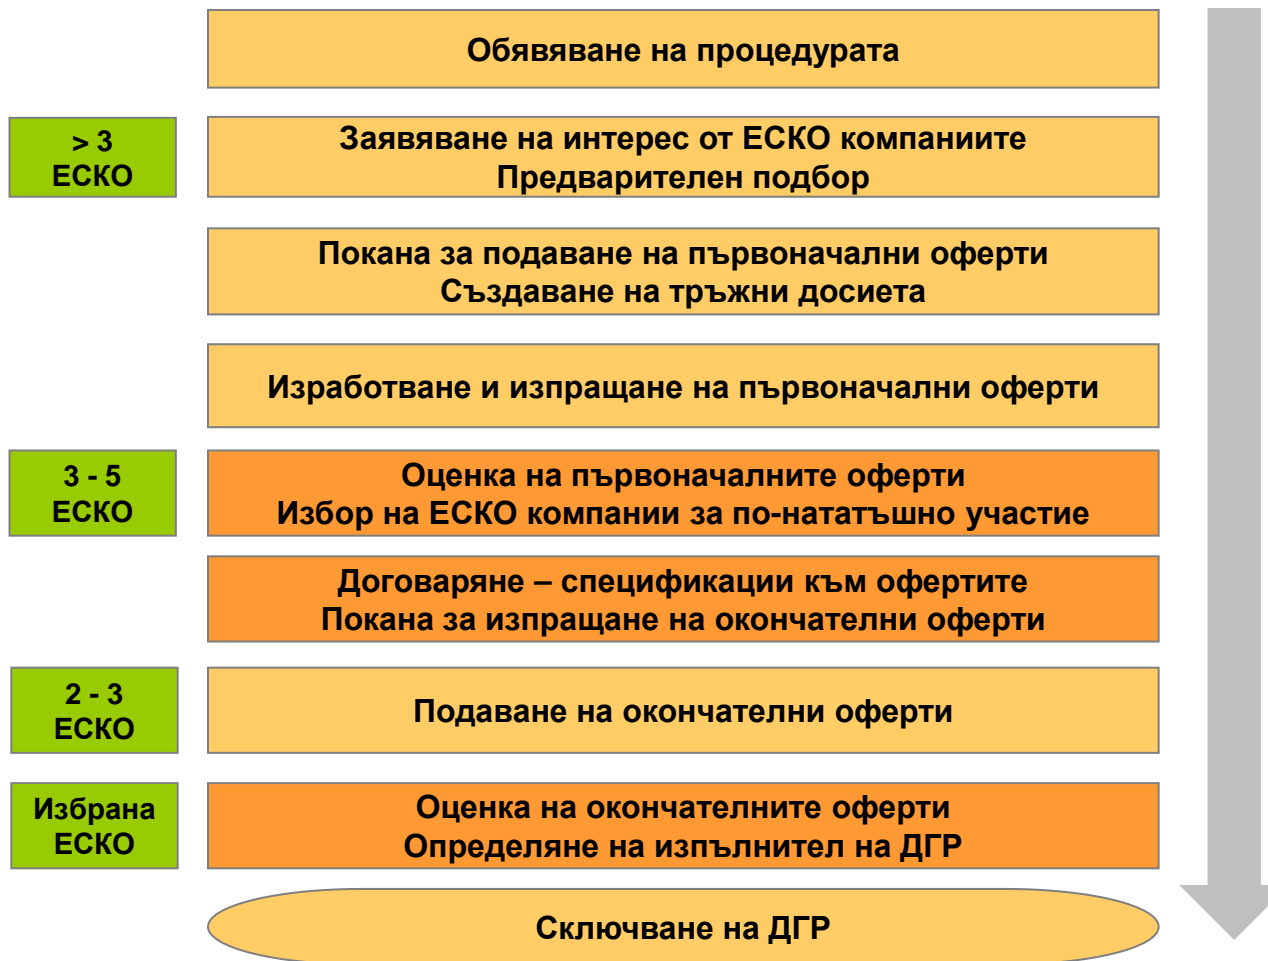 Обявяване на процедурата
> 3
ЕСКО
Заявяване на интерес от ЕСКО компаниите
Предварителен подбор
Покана за подаване на първоначални оферти
Създаване на тръжни досиета
Изработване и изпращане на първоначални оферти
3 - 5
ЕСКО
Оценка на първоначалните оферти
Избор на ЕСКО компании за по-нататъшно участие
Договаряне – спецификации към офертите
Покана за изпращане на окончателни оферти
2 - 3
ЕСКО
Подаване на окончателни оферти
Избрана
ЕСКО
Оценка на окончателните оферти
Определяне на изпълнител на ДГР
Сключване на ДГР